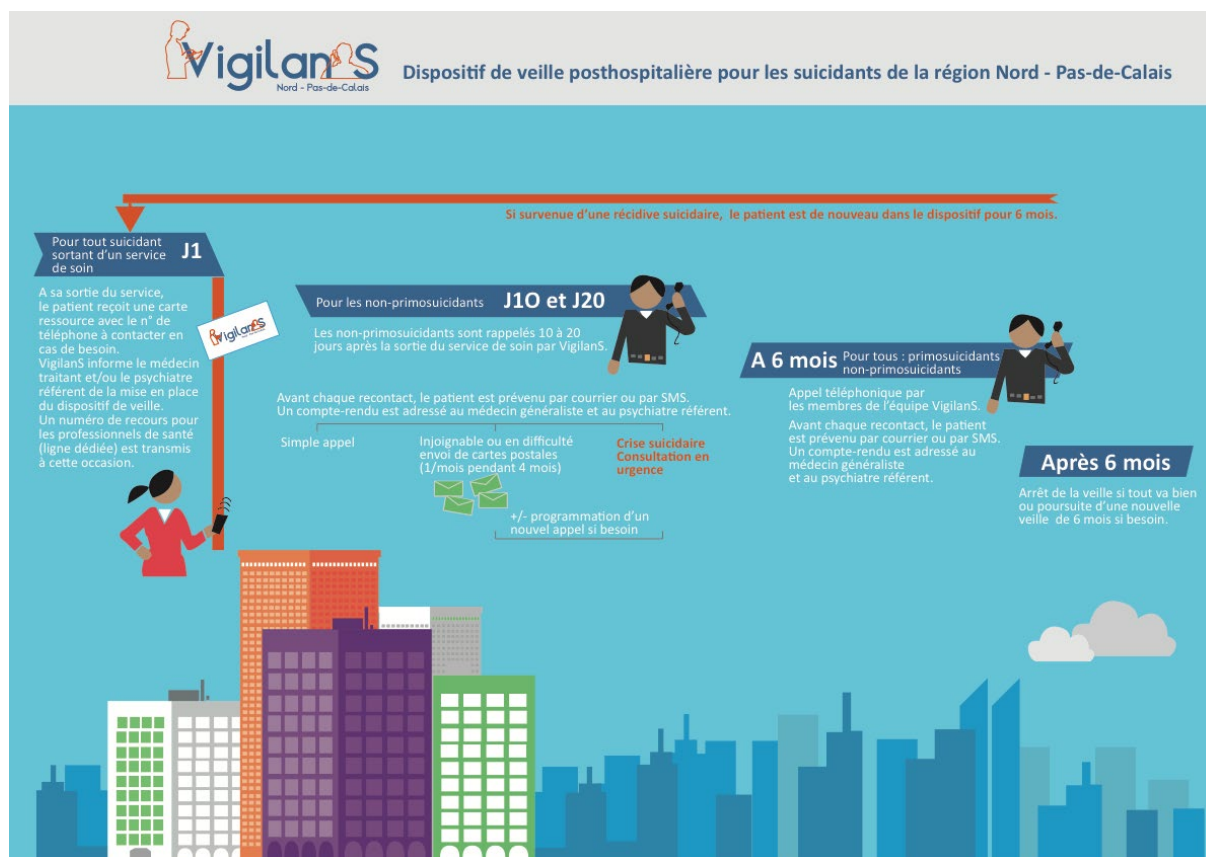 VigilanS
Nord - Pas-de-Calais
Dispositif de veille posthospitalière pour les suicidants de la région Nord - Pas-de-Calais
Si survenue d'une récidive suicidaire, le patient est de nouveau dans le dispositif pour 6 mois.
Pour tout suicidant
sortant d'un service
de soin
J1
A sa sortie du service,
le patient reçoit une carte
ressource avec le n° de
téléphone à contacter en
cas de besoin.
VigilanS informe le médecin
traitant et/ou le psychiatre
référent de la mise en place
du dispositif de veille.
Un numéro de recours pour
les professionnels de santé
(ligne dédiée) est transmis
à cette occasion.
VigilanS
Pour les non-primosuicidants J1O et J20
Les non-primosuicidants sont rappelés 10 à 20
jours après la sortie du service de soin par VigilanS.
Avant chaque recontact, le patient est prévenu par courrier ou par SMS.
Un compte-rendu est adressé au médecin généraliste et au psychiatre référent.
Simple appel
Injoignable ou en difficulté
envoi de cartes postales
(1/mois pendant 4 mois)
Crise suicidaire
Consultation en
urgence
+/- programmation d'un
nouvel appel si besoin
A 6 mois
Pour tous : primosuicidants
non-primosuicidants
Appel téléphonique par
les membres de l'équipe VigilanS.
Avant chaque recontact, le patient
est prévenu par courrier ou par SMS.
Un compte-rendu est adressé au
médecin généraliste
et au psychiatre référent.
Après 6 mois
Arrêt de la veille si tout va bien
ou poursuite d'une nouvelle
veille de 6 mois si besoin.